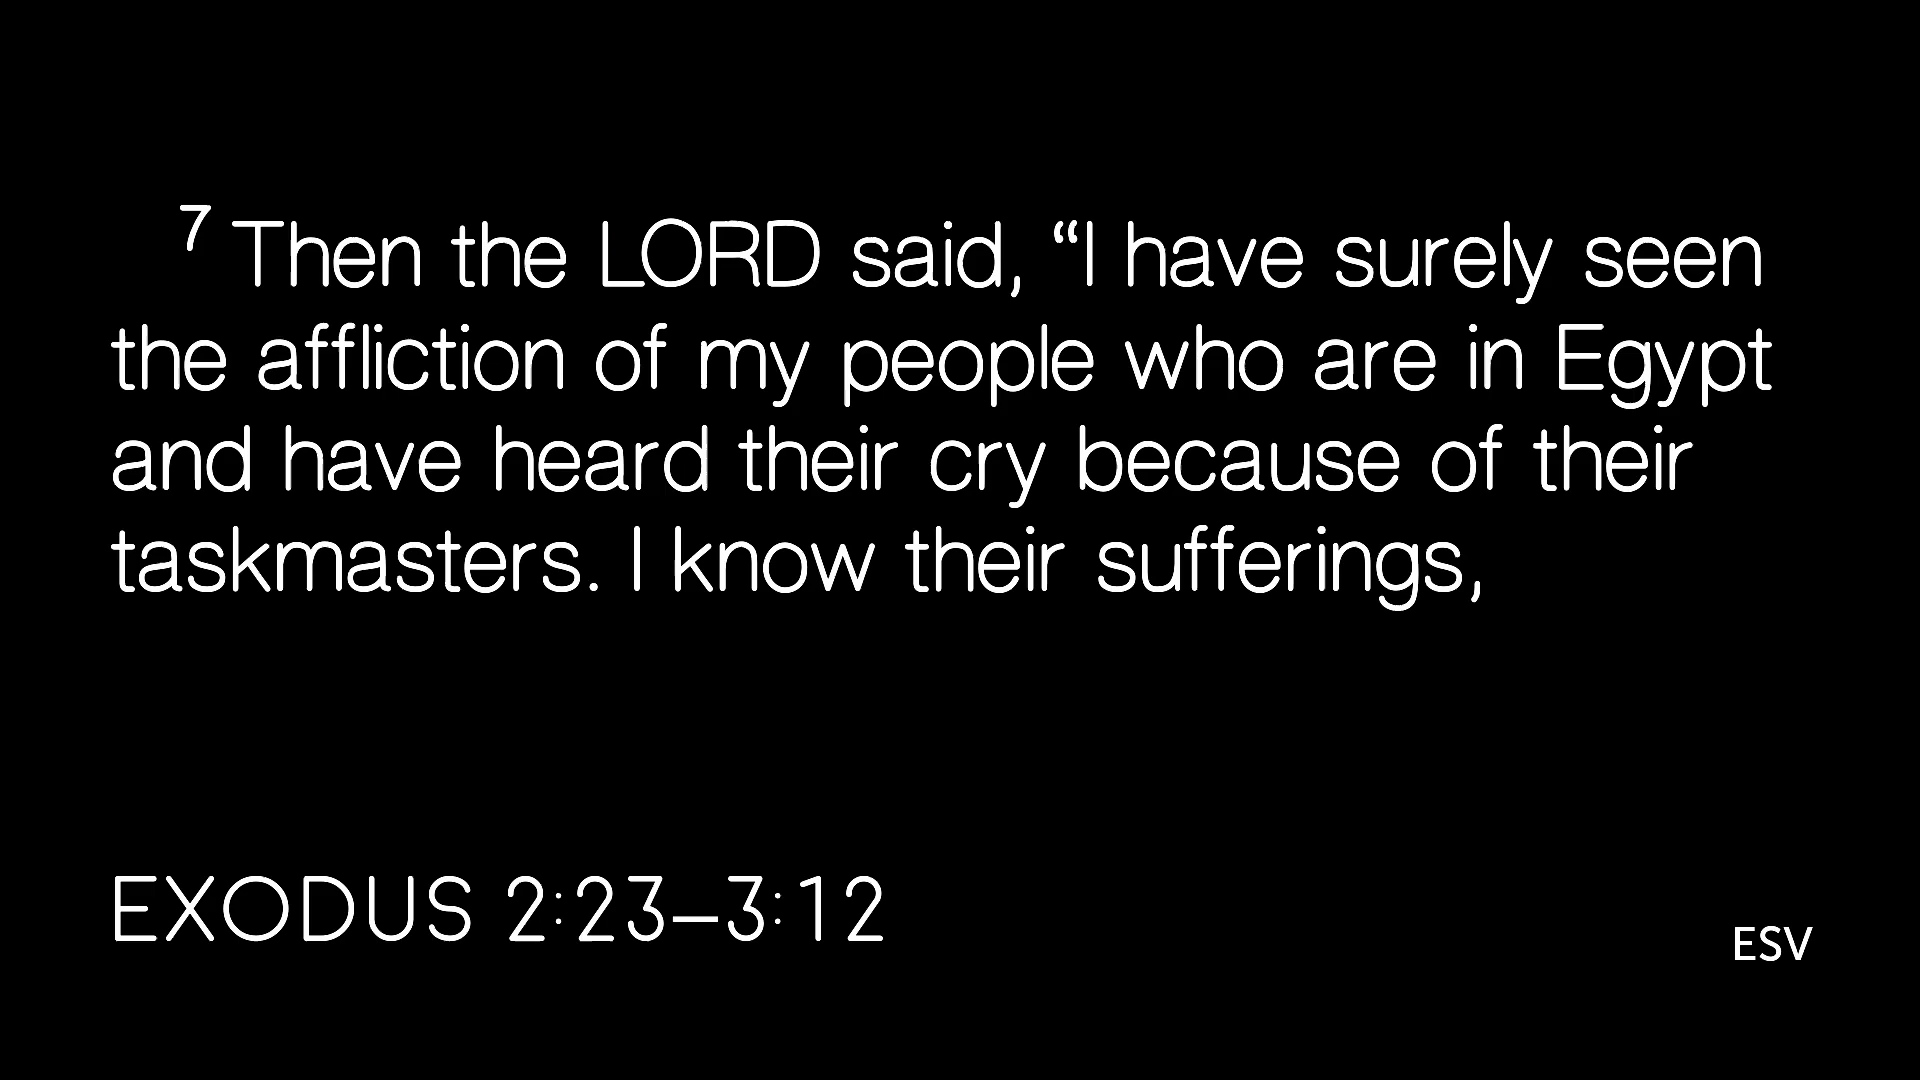 7 Then the LORD said, “I have surely seen
the affliction of my people who are in Egypt
and have heard their cry because of their
taskmasters. I know their sufferings,
EXODUS 2:23–3:12
ESV